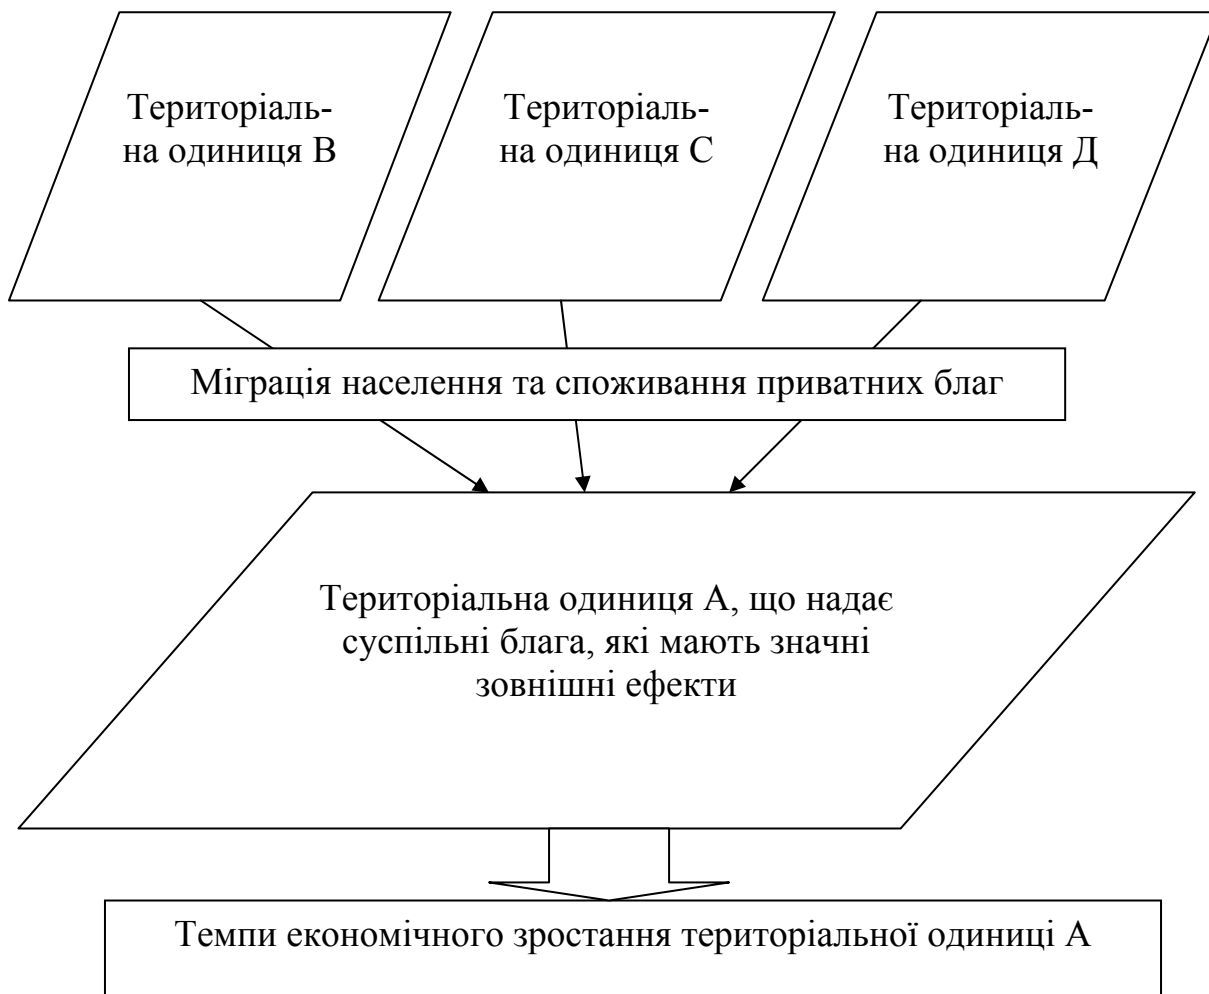 Територіаль-
на одиниця В
Територіаль-
на одиниця С
Територіаль-
на одиниця Д
Міграція населення та споживання приватних благ
Територіальна одиниця А, що надає
суспільні блага, які мають значні
зовнішні ефекти
Темпи економічного зростання територіальної одиниці А